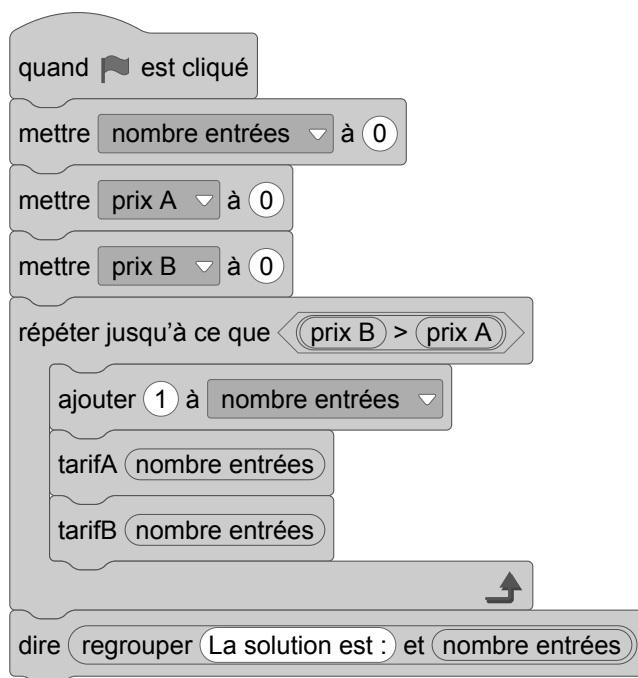 quand est cliqué
mettre nombre entrées à 0
mettre prix A à 0
mettre prix B à 0
répéter jusqu'à ce que prix B > prix A
ajouter 1 à nombre entrées
tarifA nombre entrées
tarifB nombre entrées
dire regrouper La solution est : et nombre entrées